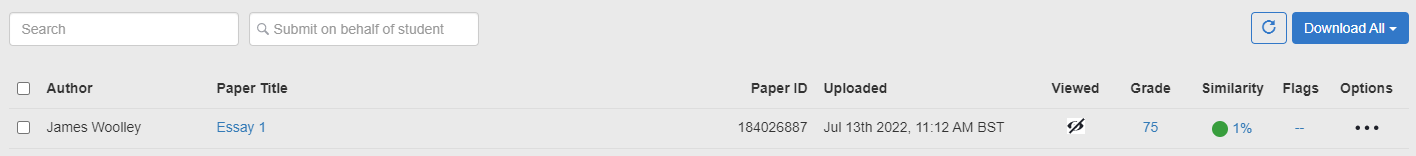 Search Submit on behalf of student Download All
Author Paper Title Paper ID Uploaded Viewed Grade Similarity Flags Options
James Woolley Essay 1 184026887 Jul 13th 2022, 11:12 AM BST 75 1% -- •••